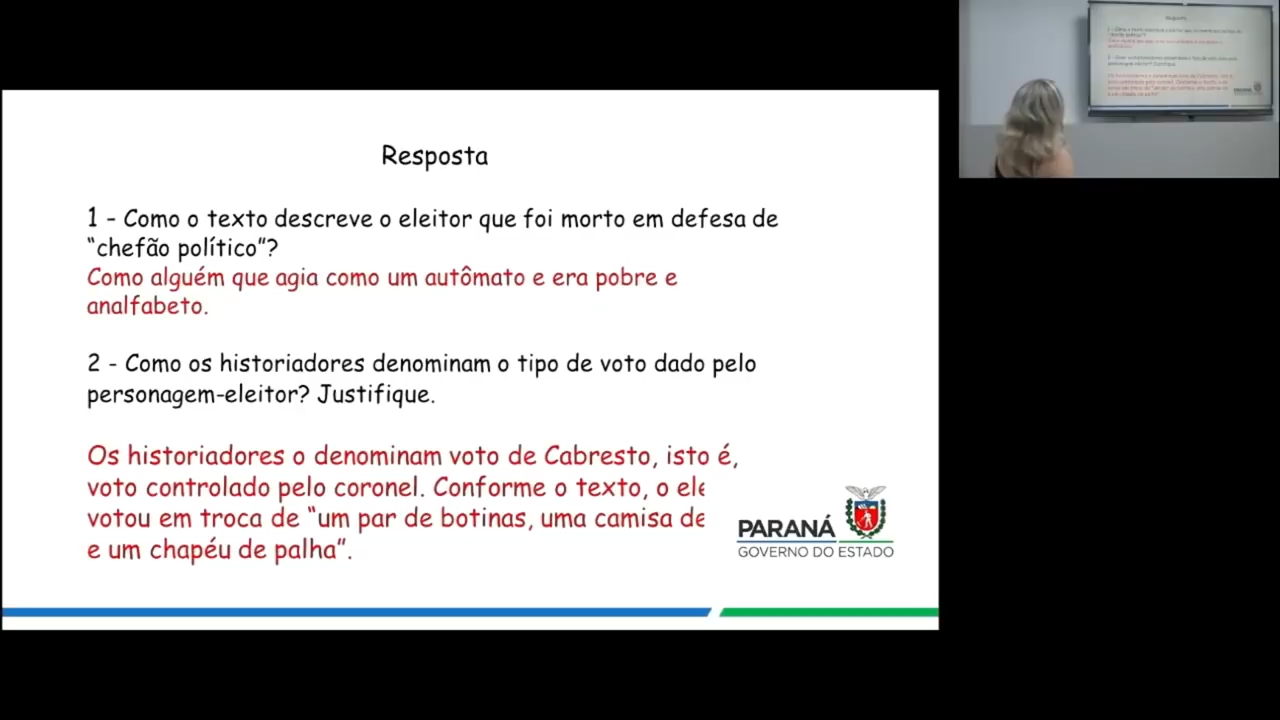 Resposta
1 - Como o texto descreve o eleitor que foi morto em defesa de
“chefão político”?
Como alguém que agia como um autômato e era pobre e
analfabeto.
2 - Como os historiadores denominam o tipo de voto dado pelo
personagem-eleitor? Justifique.
Os historiadores o denominam voto de Cabresto, isto é,
voto controlado pelo coronel. Conforme o texto, o ele
votou em troca de “um par de botinas, uma camisa de
e um chapéu de palha”.
PARANÁ
GOVERNO DO ESTADO